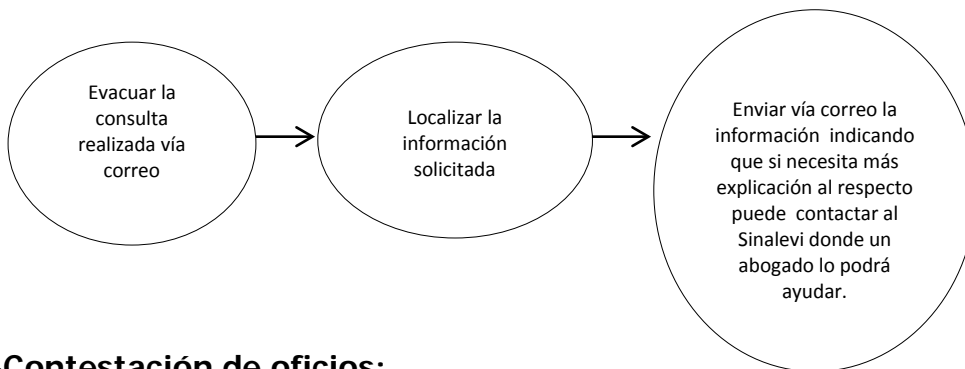 Evacuar la
consulta
realizada vía
correo
Localizar la
información
solicitada
Enviar vía correo la
información indicando
que si necesita más
explicación al respecto
puede contactar al
Sinalevi donde un
abogado lo podrá
ayudar.
Contestación de oficios: